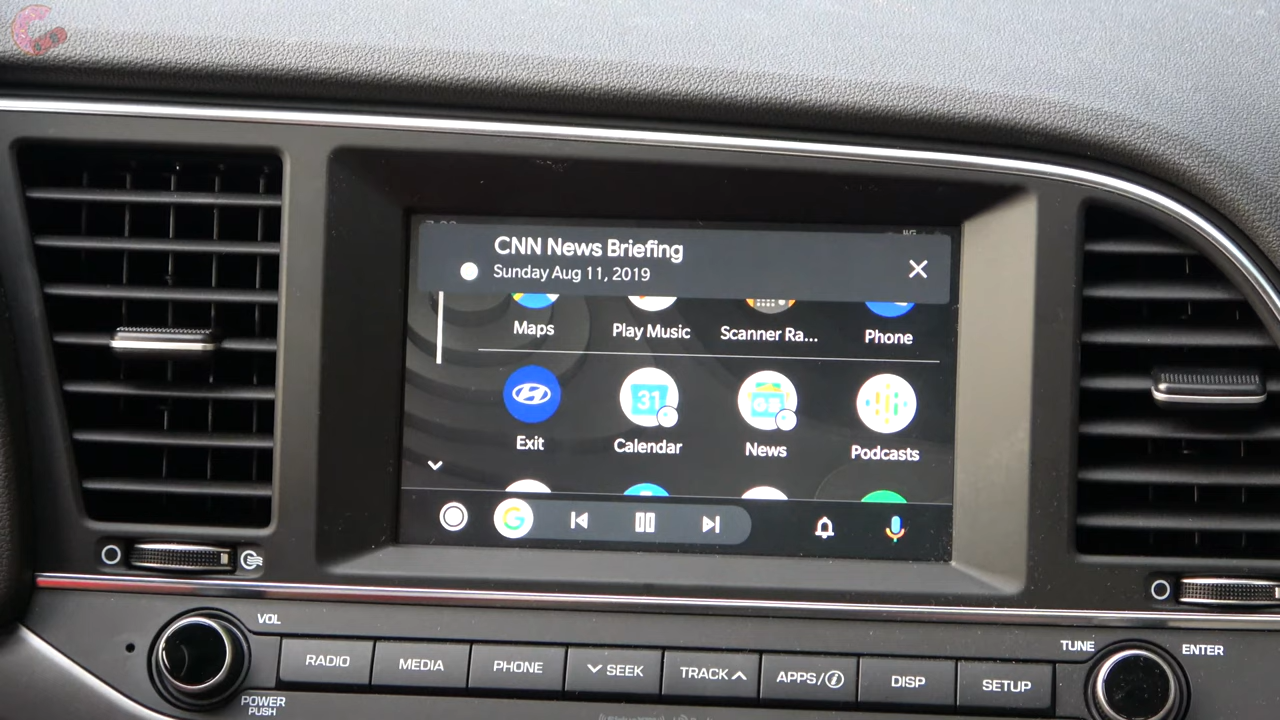 CNN News Briefing
Sunday Aug 11, 2019
Maps
Play Music
Scanner Ra...
Phone
31
Exit
Calendar
News
Podcasts
G
VOL
TUNE
ENTER
RADIO
MEDIA
PHONE
SEEK
TRACK
APPS/i
DISP
SETUP
POWER
PUSH